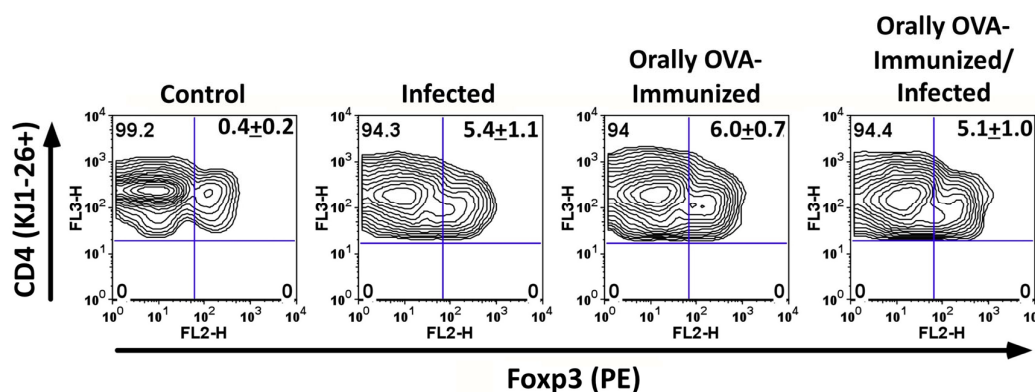 Control
Infected
Orally OVA-
Immunized
Orally OVA-
Immunized/
Infected
CD4 (KJ1-26+)
10⁴
10³
10²
10¹
10⁰
FL3-H
99.2
0.4±0.2
0
0
10⁰ 10¹ 10² 10³ 10⁴
FL2-H
10⁴
10³
10²
10¹
10⁰
FL3-H
94.3
5.4±1.1
0
0
10⁰ 10¹ 10² 10³ 10⁴
FL2-H
10⁴
10³
10²
10¹
10⁰
FL3-H
94
6.0±0.7
0
0
10⁰ 10¹ 10² 10³ 10⁴
FL2-H
10⁴
10³
10²
10¹
10⁰
FL3-H
94.4
5.1±1.0
0
0
10⁰ 10¹ 10² 10³ 10⁴
FL2-H
Foxp3 (PE)